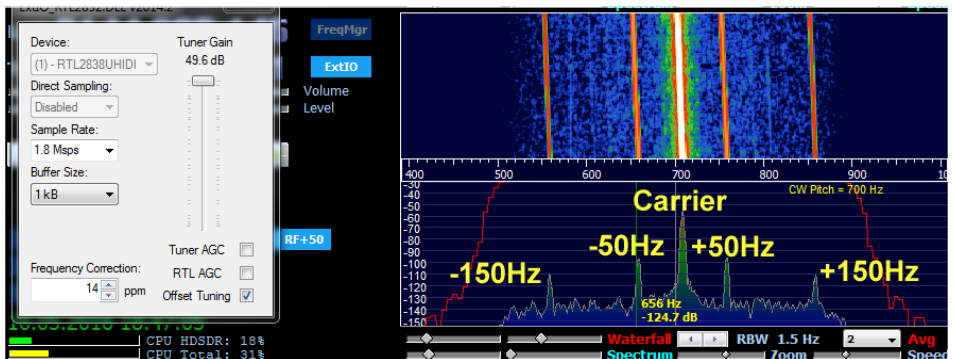 ExtIO_RTL2832.DLL v2014.2
Device:
Tuner Gain
(1) - RTL2838UHIDI
49.6 dB
Direct Sampling:
Disabled
Sample Rate:
1.8 Msps
Buffer Size:
1 kB
Tuner AGC
Frequency Correction:
RTL AGC
14 ppm
Offset Tuning
FreqMgr
ExtIO
Volume
Level
RF+50
CPU HDSDR: 18%
CPU Total: 31%
Spectrum
Zoom
Speed
400 500 600 700 800 900
-30
-40
-50
-60
-70
-80
-90
-100
-110
-120
-130
-140
-150
CW Pitch = 700 Hz
Carrier
-50Hz
+50Hz
-150Hz
+150Hz
656 Hz
-124.7 dB
Waterfall
RBW 1.5 Hz
2
Avg
Spectrum
Zoom
Speed